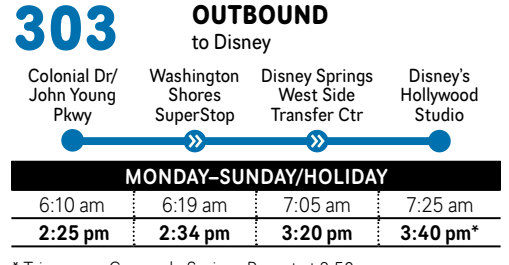 303
OUTBOUND
to Disney
Colonial Dr/
John Young
Pkwy
Washington
Shores
SuperStop
Disney Springs
West Side
Transfer Ctr
Disney's
Hollywood
Studio
MONDAY–SUNDAY/HOLIDAY
6:10 am 6:19 am 7:05 am 7:25 am
2:25 pm 2:34 pm 3:20 pm 3:40 pm*